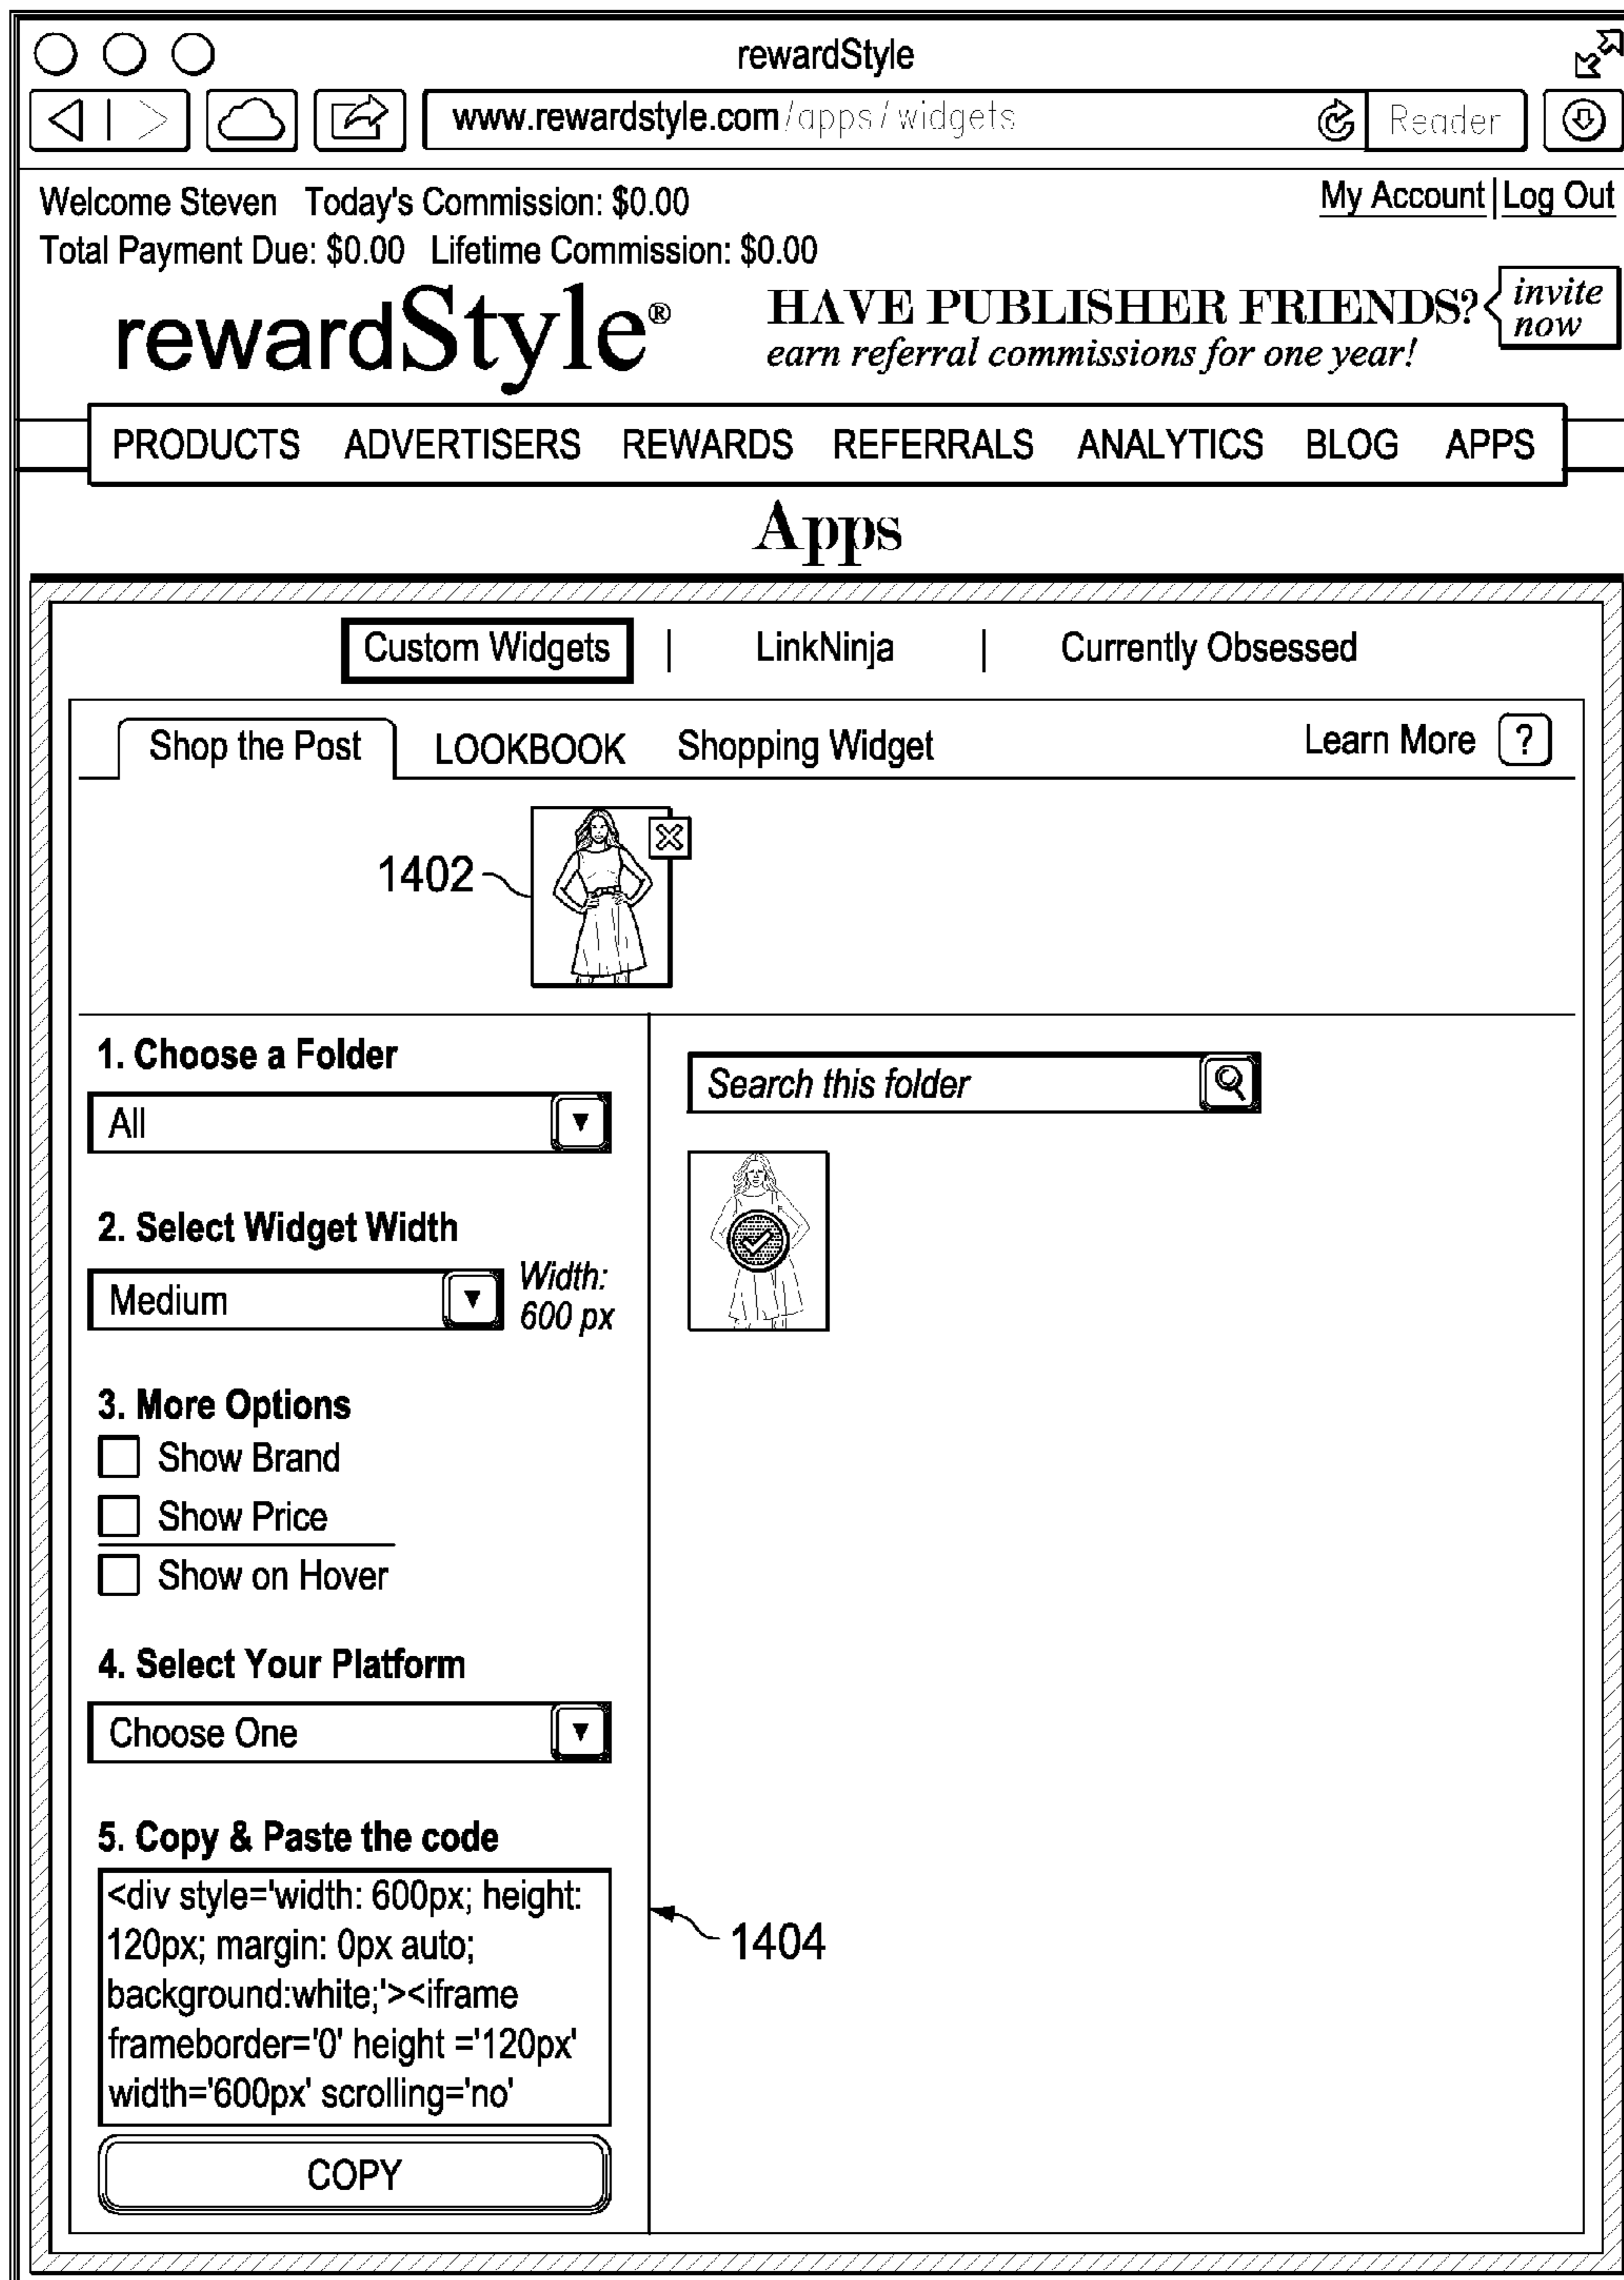 rewardStyle
www.rewardstyle.com/apps/widgets
Reader
Welcome Steven Today's Commission: $0.00
My Account|Log Out
Total Payment Due: $0.00 Lifetime Commission: $0.00
rewardStyle®
HAVE PUBLISHER FRIENDS?
earn referral commissions for one year!
invite
now
PRODUCTS ADVERTISERS REWARDS REFERRALS ANALYTICS BLOG APPS
Apps
Custom Widgets | LinkNinja | Currently Obsessed
Shop the Post LOOKBOOK Shopping Widget Learn More ?
1402
1. Choose a Folder
All
Search this folder
2. Select Widget Width
Medium
Width:
600 px
3. More Options
Show Brand
Show Price
Show on Hover
4. Select Your Platform
Choose One
5. Copy & Paste the code
<div style='width: 600px; height:
120px; margin: 0px auto;
background:white;'><iframe
frameborder='0' height ='120px'
width='600px' scrolling='no'
1404
COPY